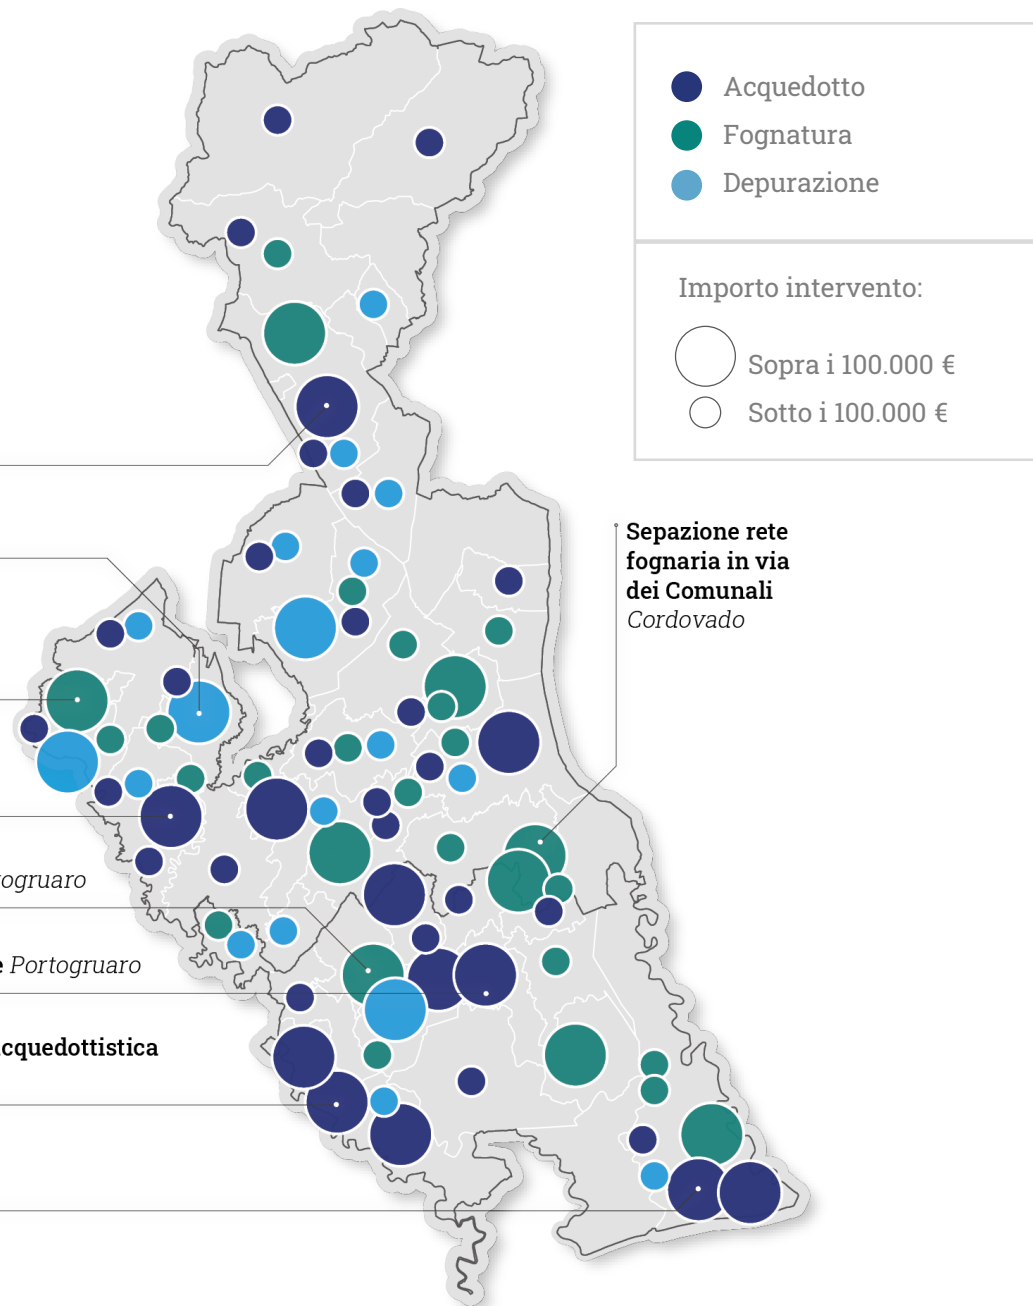 Acquedotto
Fognatura
Depurazione
Importo intervento:
Sopra i 100.000 €
Sotto i 100.000 €
Sepazione rete
fognaria in via
dei Comunali
Cordovado
ogruaro
e Portogruaro
cquedottistica